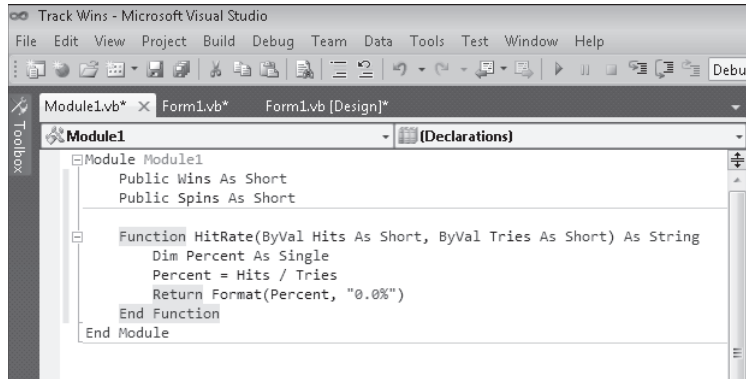 Track Wins - Microsoft Visual Studio
File Edit View Project Build Debug Team Data Tools Test Window Help
Debu
Module1.vb* Form1.vb* Form1.vb [Design]*
Toolbox
Module1 (Declarations)
Module Module1
Public Wins As Short
Public Spins As Short
Function HitRate(ByVal Hits As Short, ByVal Tries As Short) As String
Dim Percent As Single
Percent = Hits / Tries
Return Format(Percent, "0.0%")
End Function
End Module